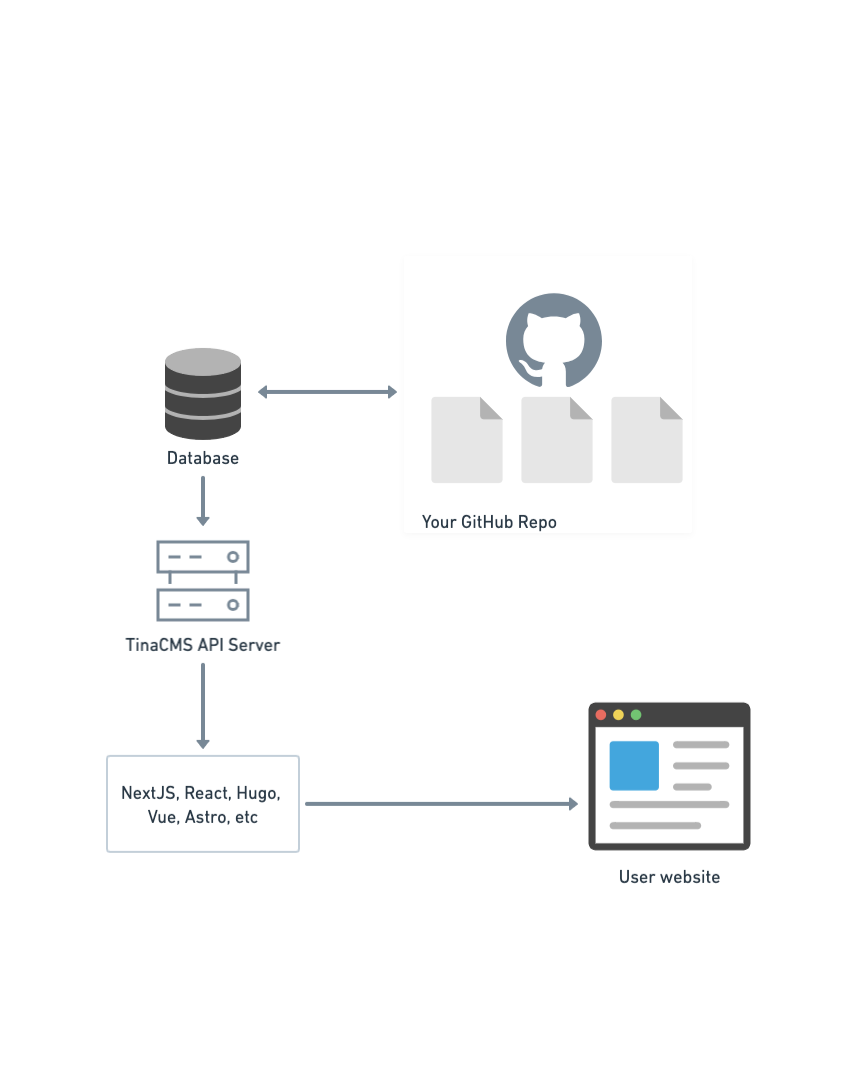 Database
Your GitHub Repo
TinaCMS API Server
NextJS, React, Hugo,
Vue, Astro, etc
User website